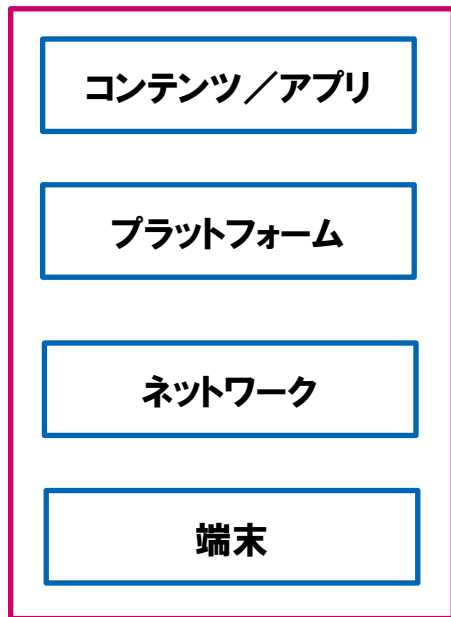 コンテンツ／アプリ
プラットフォーム
ネットワーク
端末